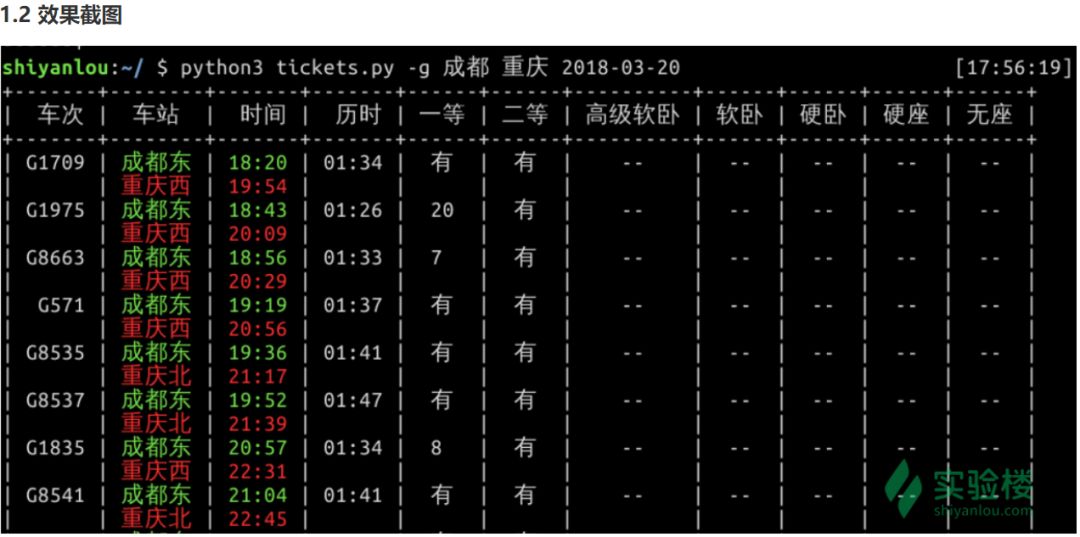 1.2 效果截图
shiyanlou:~/ $ python3 tickets.py -g 成都 重庆 2018-03-20 [17:56:19]
| 车次 | 车站 | 时间 | 历时 | 一等 | 二等 | 高级软卧 | 软卧 | 硬卧 | 硬座 | 无座 |
| G1709 | 成都东 | 18:20 | 01:34 | 有 | 有 | -- | -- | -- | -- | -- |
| | 重庆西 | 19:54 | | | | | | | | |
| G1975 | 成都东 | 18:43 | 01:26 | 20 | 有 | -- | -- | -- | -- | -- |
| | 重庆西 | 20:09 | | | | | | | | |
| G8663 | 成都东 | 18:56 | 01:33 | 7 | 有 | -- | -- | -- | -- | -- |
| | 重庆西 | 20:29 | | | | | | | | |
| G571 | 成都东 | 19:19 | 01:37 | 有 | 有 | -- | -- | -- | -- | -- |
| | 重庆西 | 20:56 | | | | | | | | |
| G8535 | 成都东 | 19:36 | 01:41 | 有 | 有 | -- | -- | -- | -- | -- |
| | 重庆北 | 21:17 | | | | | | | | |
| G8537 | 成都东 | 19:52 | 01:47 | 有 | 有 | -- | -- | -- | -- | -- |
| | 重庆北 | 21:39 | | | | | | | | |
| G1835 | 成都东 | 20:57 | 01:34 | 8 | 有 | -- | -- | -- | -- | -- |
| | 重庆西 | 22:31 | | | | | | | | |
| G8541 | 成都东 | 21:04 | 01:41 | 有 | 有 | -- | -- | -- | -- | -- |
| | 重庆北 | 22:45 | | | | | | | | |
实验楼
shiyanlou.com